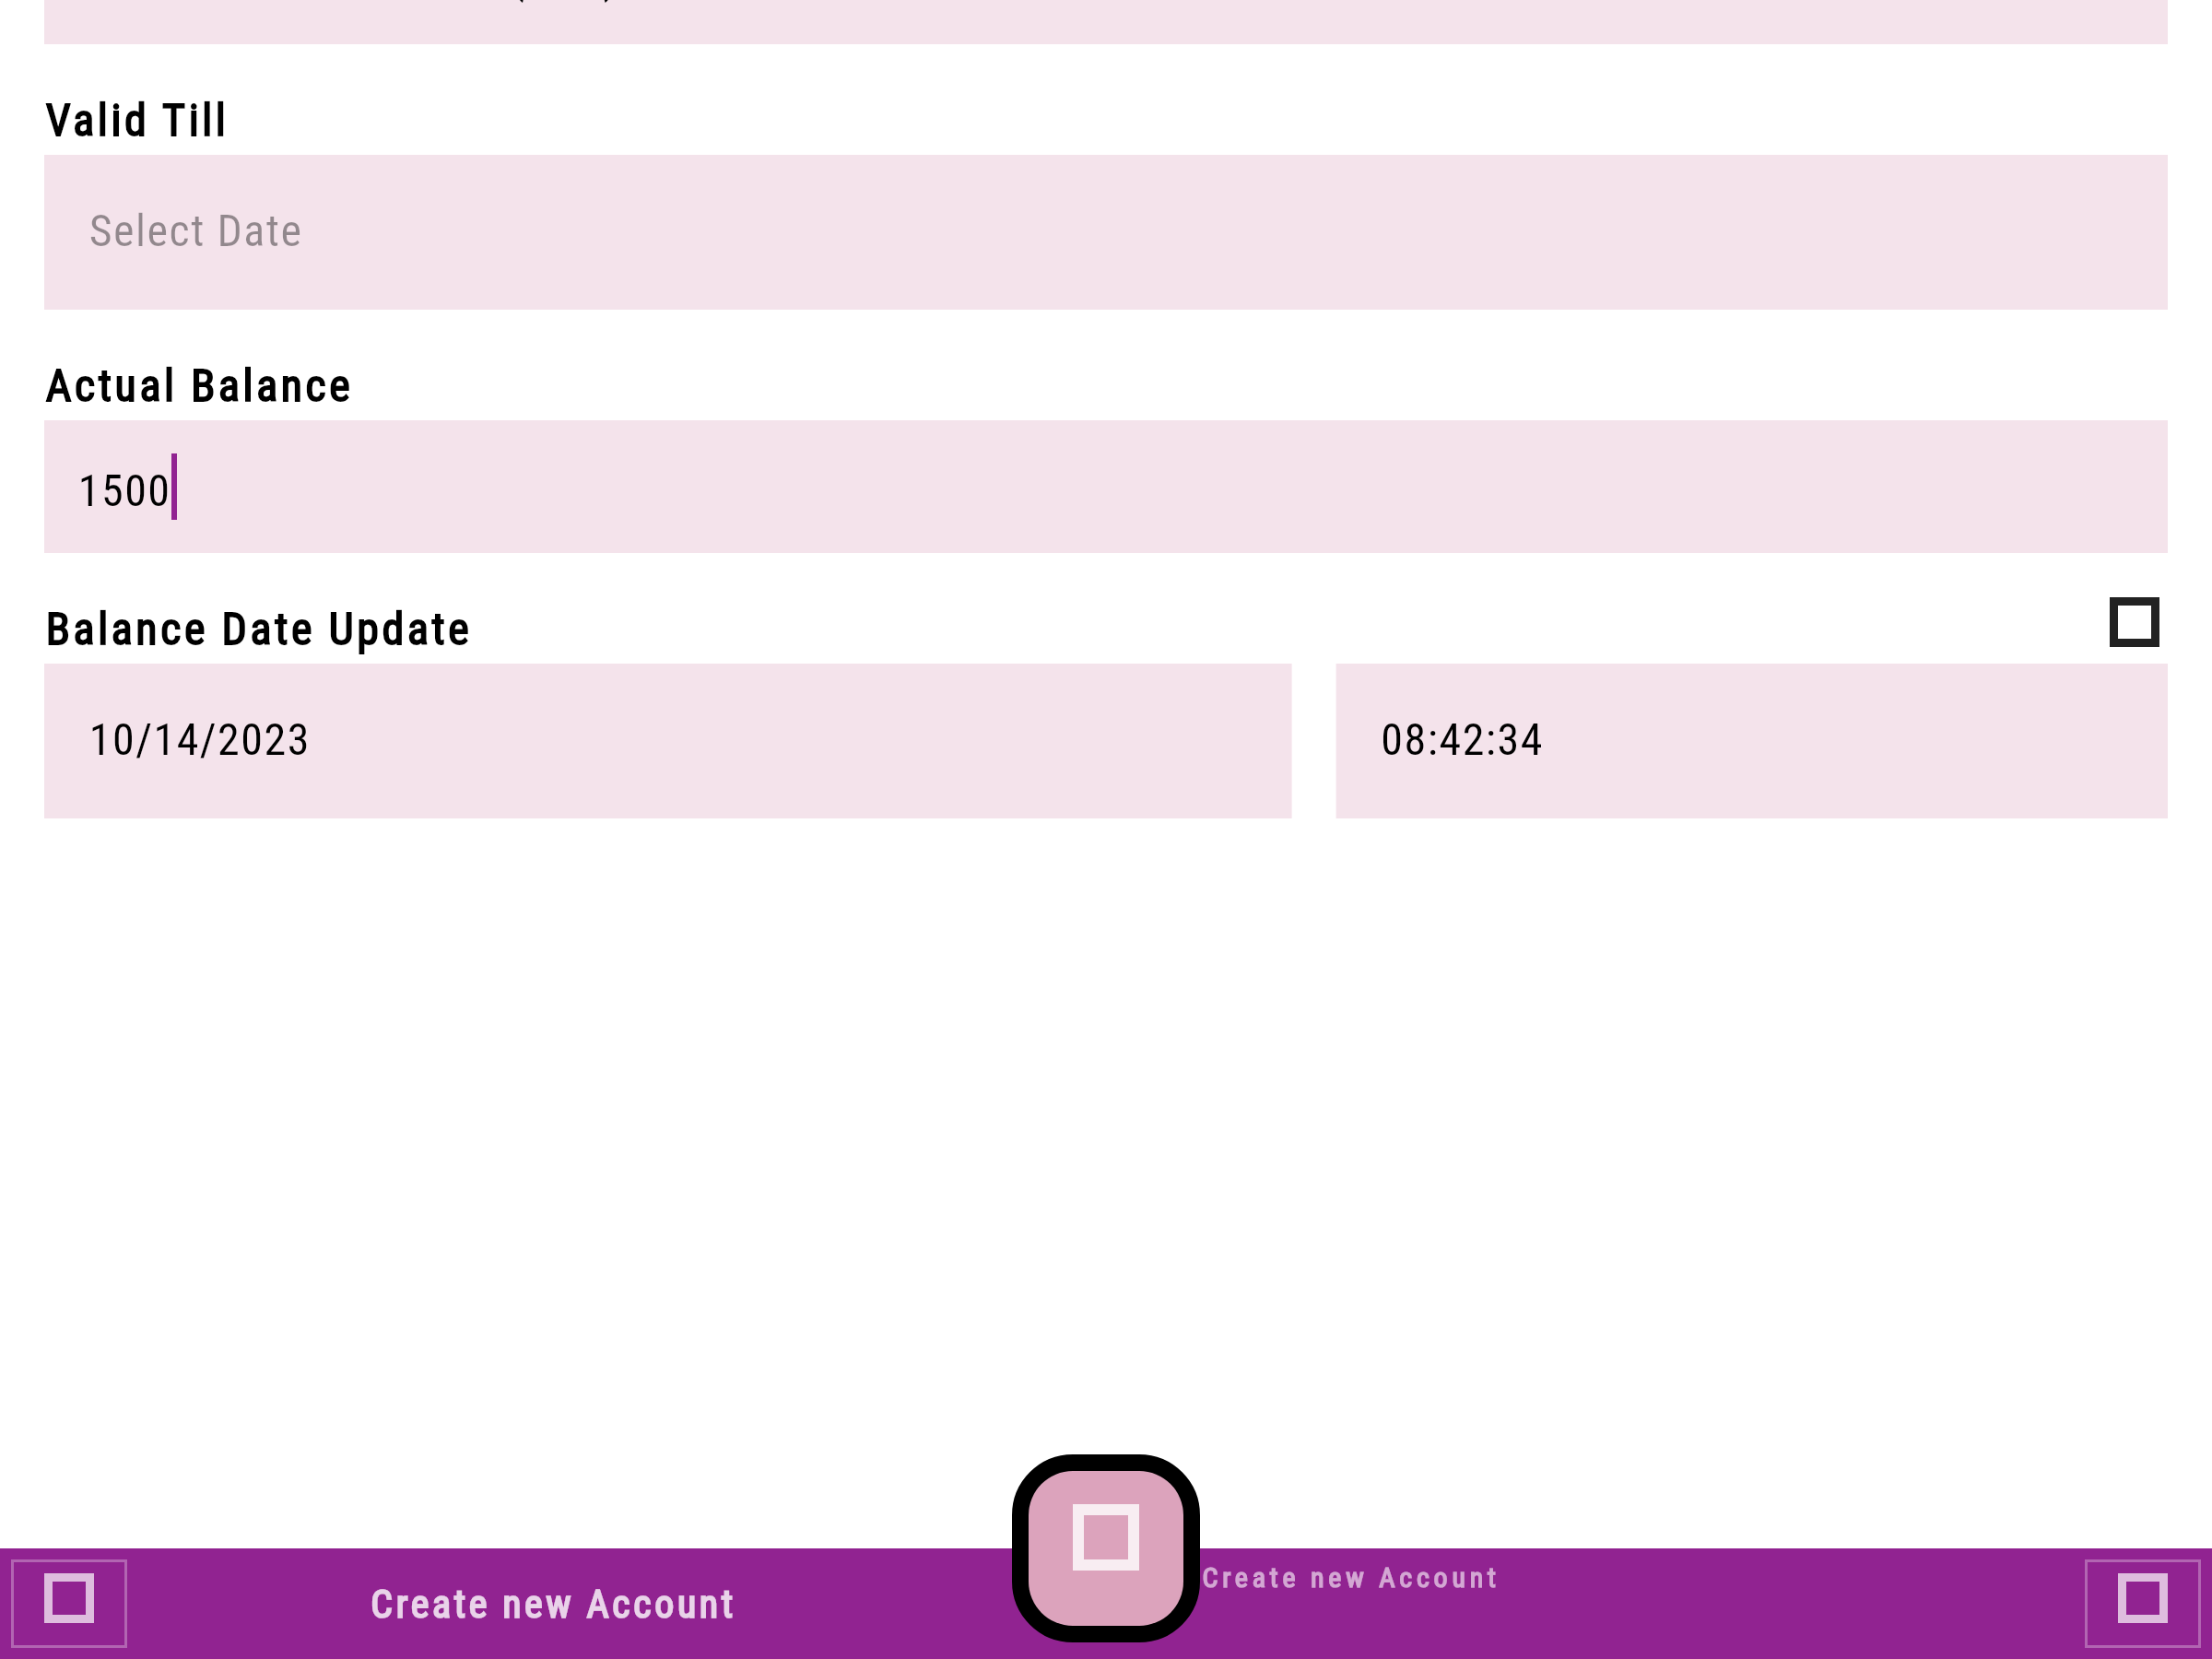 Valid Till
Select Date
Actual Balance
1500
Balance Date Update
10/14/2023
08:42:34
Create new Account
Create new Account